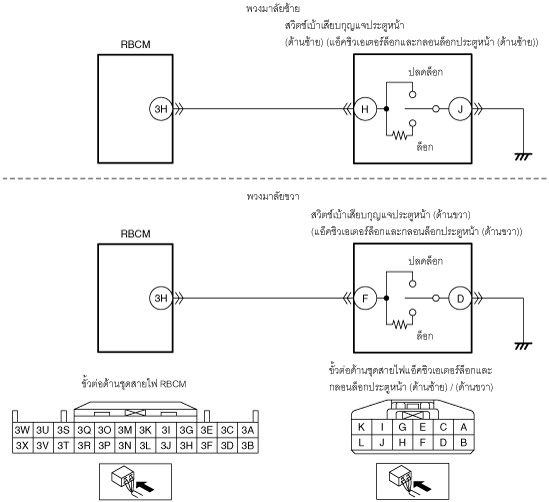 พวงมาลัยซ้าย
สวิตช์เบ้าเสียบกุญแจประตูหน้า
RBCM
(ด้านซ้าย) (แอ็คชิวเอเตอร์ล็อกและกลอนล็อกประตูหน้า (ด้านซ้าย))
ปลดล็อก
3H
H
J
ล็อก
พวงมาลัยขวา
สวิตช์เบ้าเสียบกุญแจประตูหน้า (ด้านขวา)
RBCM
(แอ็คชิวเอเตอร์ล็อกและกลอนล็อกประตูหน้า (ด้านขวา))
ปลดล็อก
3H
F
D
ล็อก
ขั้วต่อด้านชุดสายไฟ RBCM
ขั้วต่อด้านชุดสายไฟแอ็คชิวเอเตอร์ล็อกและ
กลอนล็อกประตูหน้า (ด้านซ้าย) / (ด้านขวา)
3W 3U 3S 3Q 3O 3M 3K 3I 3G 3E 3C 3A
3X 3V 3T 3R 3P 3N 3L 3J 3H 3F 3D 3B
K I G E C A
L J H F D B